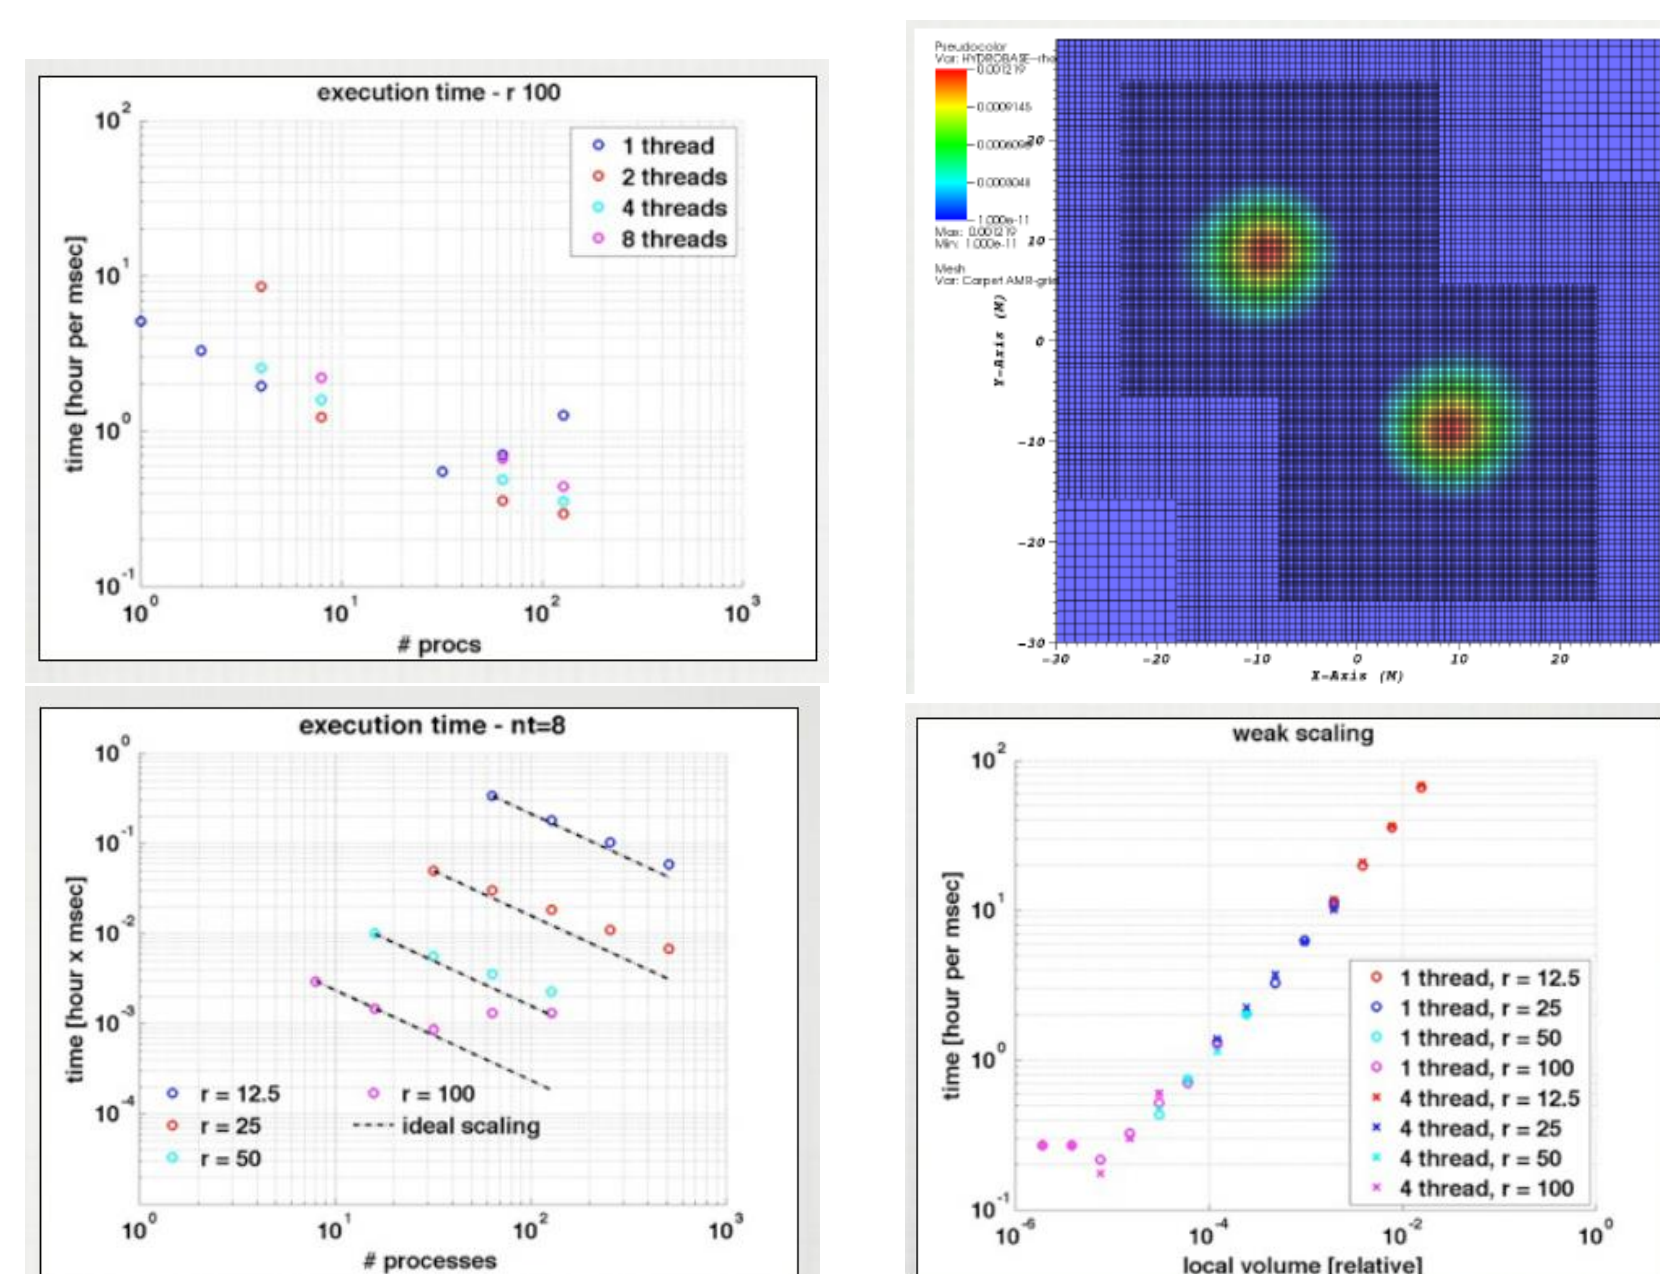 execution time - r 100
10^2
10^1
10^0
10^-1
time [hour per msec]
1 thread
2 threads
4 threads
8 threads
10^0 10^1 10^2 10^3
# procs
Pseudocolor
Var: HYDROBASE--rho
0.001219
0.0009145
0.0003048
1.000e-11
Max: 0.001219
Min: 1.000e-11
Mesh
Var: Carpet AMR-grid
20
10
0
-10
-20
-30
Y-Axis (M)
-30 -20 -10 0 10 20
X-Axis (M)
execution time - nt=8
10^0
10^-1
10^-2
10^-3
10^-4
time [hour x msec]
r = 12.5
r = 25
r = 50
r = 100
ideal scaling
10^0 10^1 10^2 10^3
# processes
weak scaling
10^2
10^1
10^0
10^-1
time [hour per msec]
1 thread, r = 12.5
1 thread, r = 25
1 thread, r = 50
1 thread, r = 100
4 thread, r = 12.5
4 thread, r = 25
4 thread, r = 50
4 thread, r = 100
10^-6 10^-4 10^-2 10^0
local volume [relative]